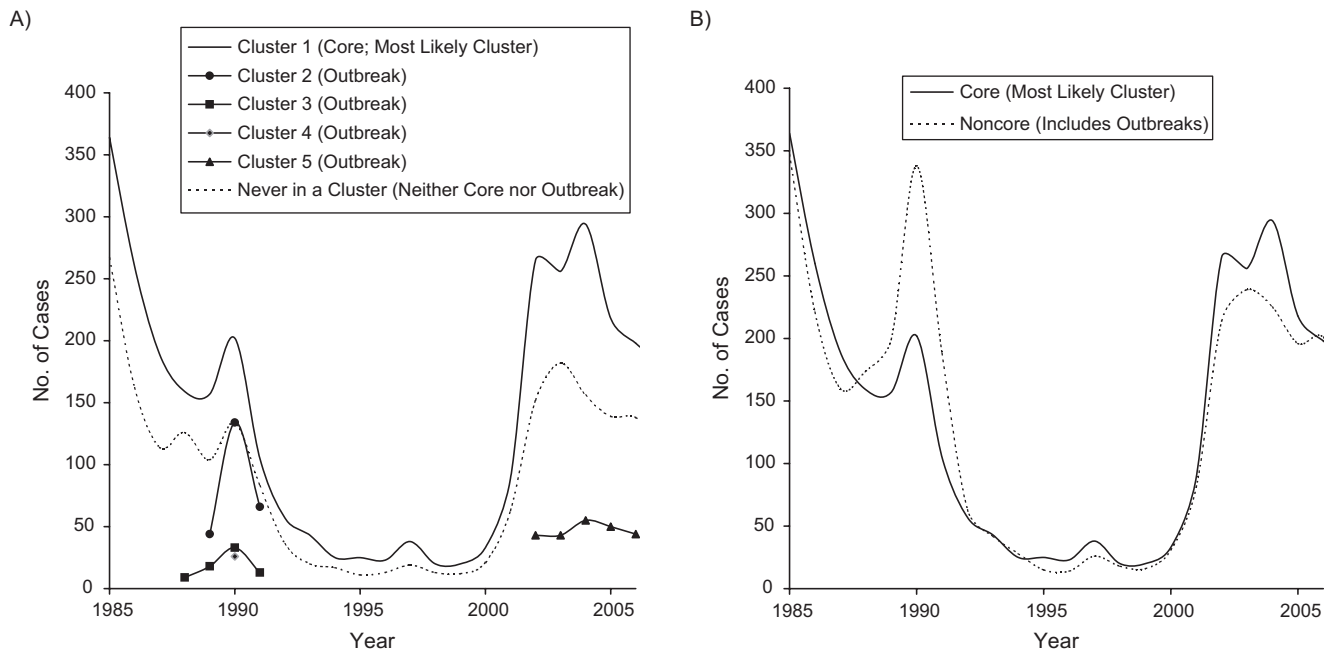 A)
Cluster 1 (Core; Most Likely Cluster)
Cluster 2 (Outbreak)
Cluster 3 (Outbreak)
Cluster 4 (Outbreak)
Cluster 5 (Outbreak)
Never in a Cluster (Neither Core nor Outbreak)
400
350
300
250
200
150
100
50
0
No. of Cases
1985
1990
1995
2000
2005
Year
B)
Core (Most Likely Cluster)
Noncore (Includes Outbreaks)
400
350
300
250
200
150
100
50
0
No. of Cases
1985
1990
1995
2000
2005
Year